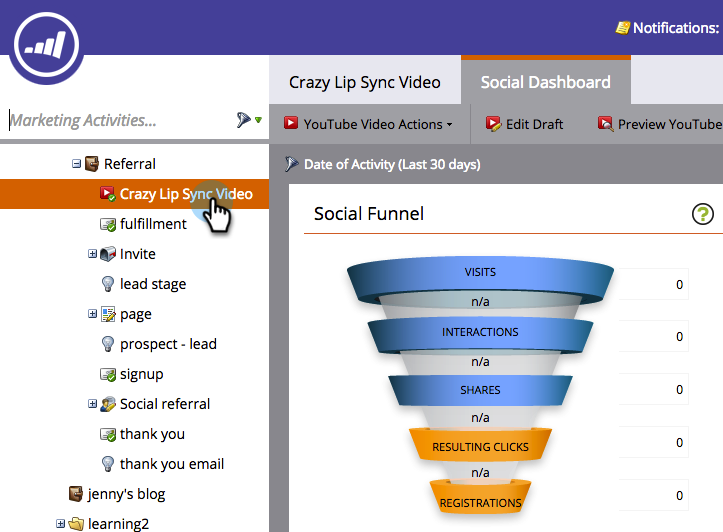 Notifications:
Crazy Lip Sync Video
Social Dashboard
Marketing Activities...
YouTube Video Actions
Edit Draft
Preview YouTube
Date of Activity (Last 30 days)
Referral
Crazy Lip Sync Video
fulfillment
Invite
lead stage
page
prospect - lead
signup
Social referral
thank you
thank you email
jenny's blog
learning2
Social Funnel
?
VISITS
0
n/a
INTERACTIONS
0
n/a
SHARES
0
n/a
RESULTING CLICKS
0
n/a
REGISTRATIONS
0